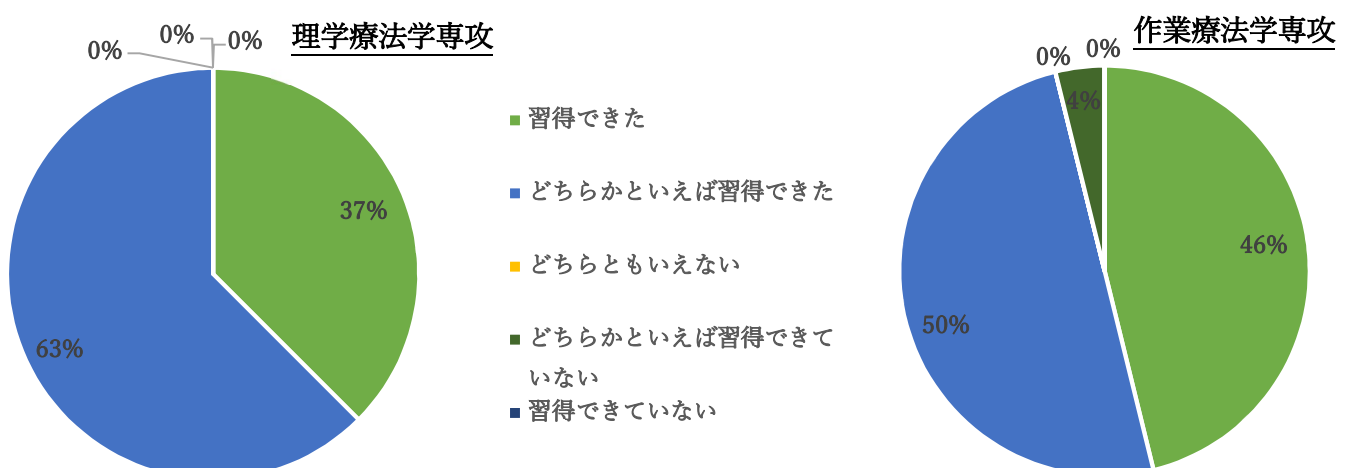 理学療法学専攻
0%
0%
0%
37%
63%
習得できた
どちらかといえば習得できた
どちらともいえない
どちらかといえば習得できて
いない
習得できていない
作業療法学専攻
0%
0%
4%
46%
50%